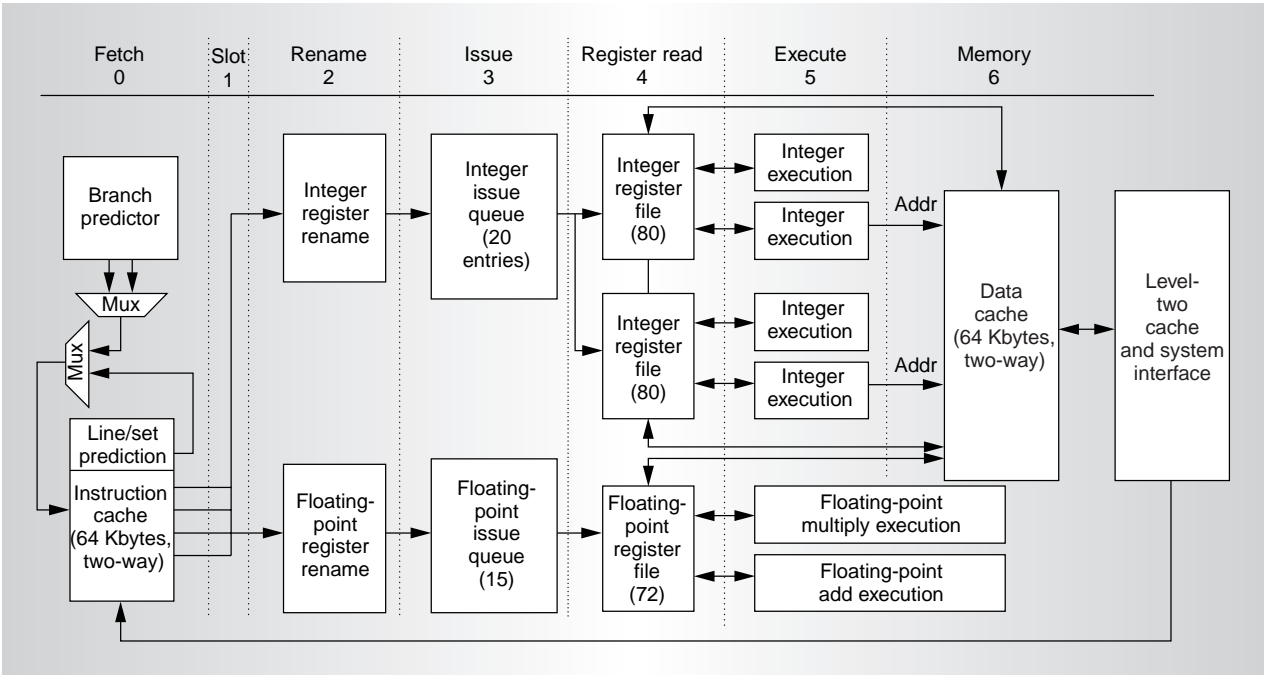 Fetch
0
Slot
1
Rename
2
Issue
3
Register read
4
Execute
5
Memory
6
Branch
predictor
Mux
Mux
Line/set
prediction
Instruction
cache
(64 Kbytes,
two-way)
Integer
register
rename
Floating-
point
register
rename
Integer
issue
queue
(20
entries)
Floating-
point
issue
queue
(15)
Integer
register
file
(80)
Integer
register
file
(80)
Floating-
point
register
file
(72)
Integer
execution
Integer
execution
Integer
execution
Integer
execution
Floating-point
multiply execution
Floating-point
add execution
Addr
Addr
Data
cache
(64 Kbytes,
two-way)
Level-
two
cache
and system
interface